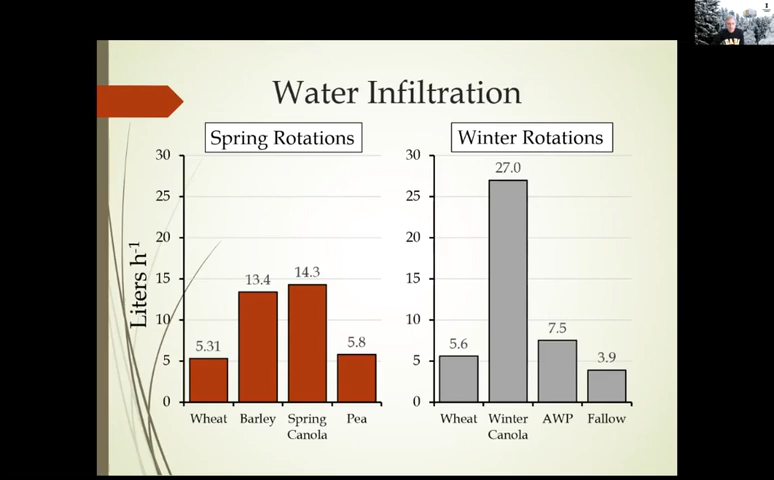 Water Infiltration
Spring Rotations
Liters h⁻¹
30
25
20
15
10
5
0
5.31
13.4
14.3
5.8
Wheat
Barley
Spring
Canola
Pea
Winter Rotations
30
25
20
15
10
5
0
5.6
27.0
7.5
3.9
Wheat
Winter
Canola
AWP
Fallow